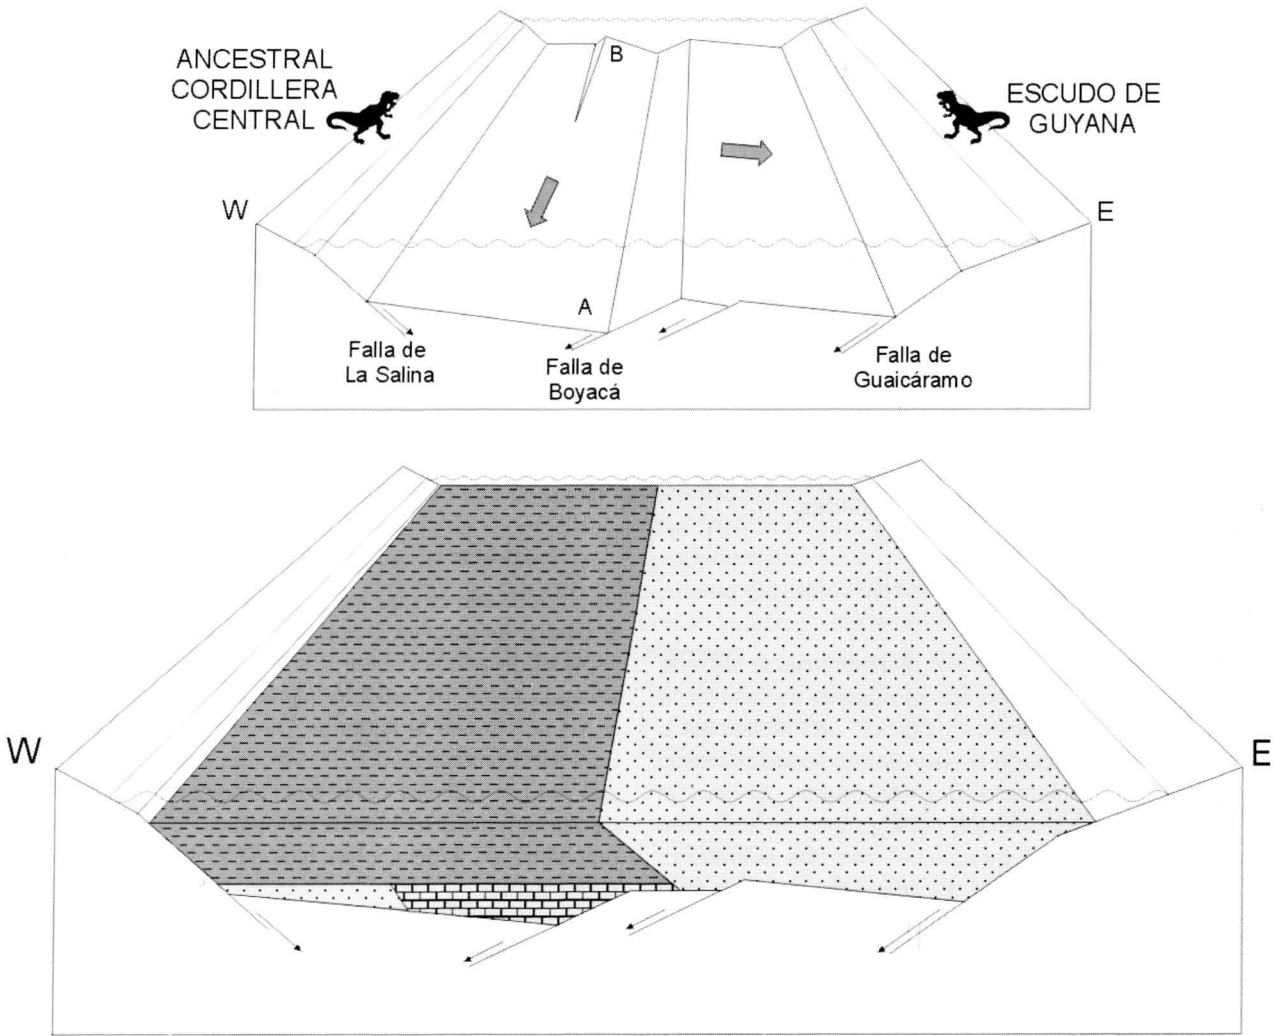 ANCESTRAL
CORDILLERA
CENTRAL
B
ESCUDO DE
GUYANA
W
E
A
Falla de
La Salina
Falla de
Boyacá
Falla de
Guaicáramo
W
E